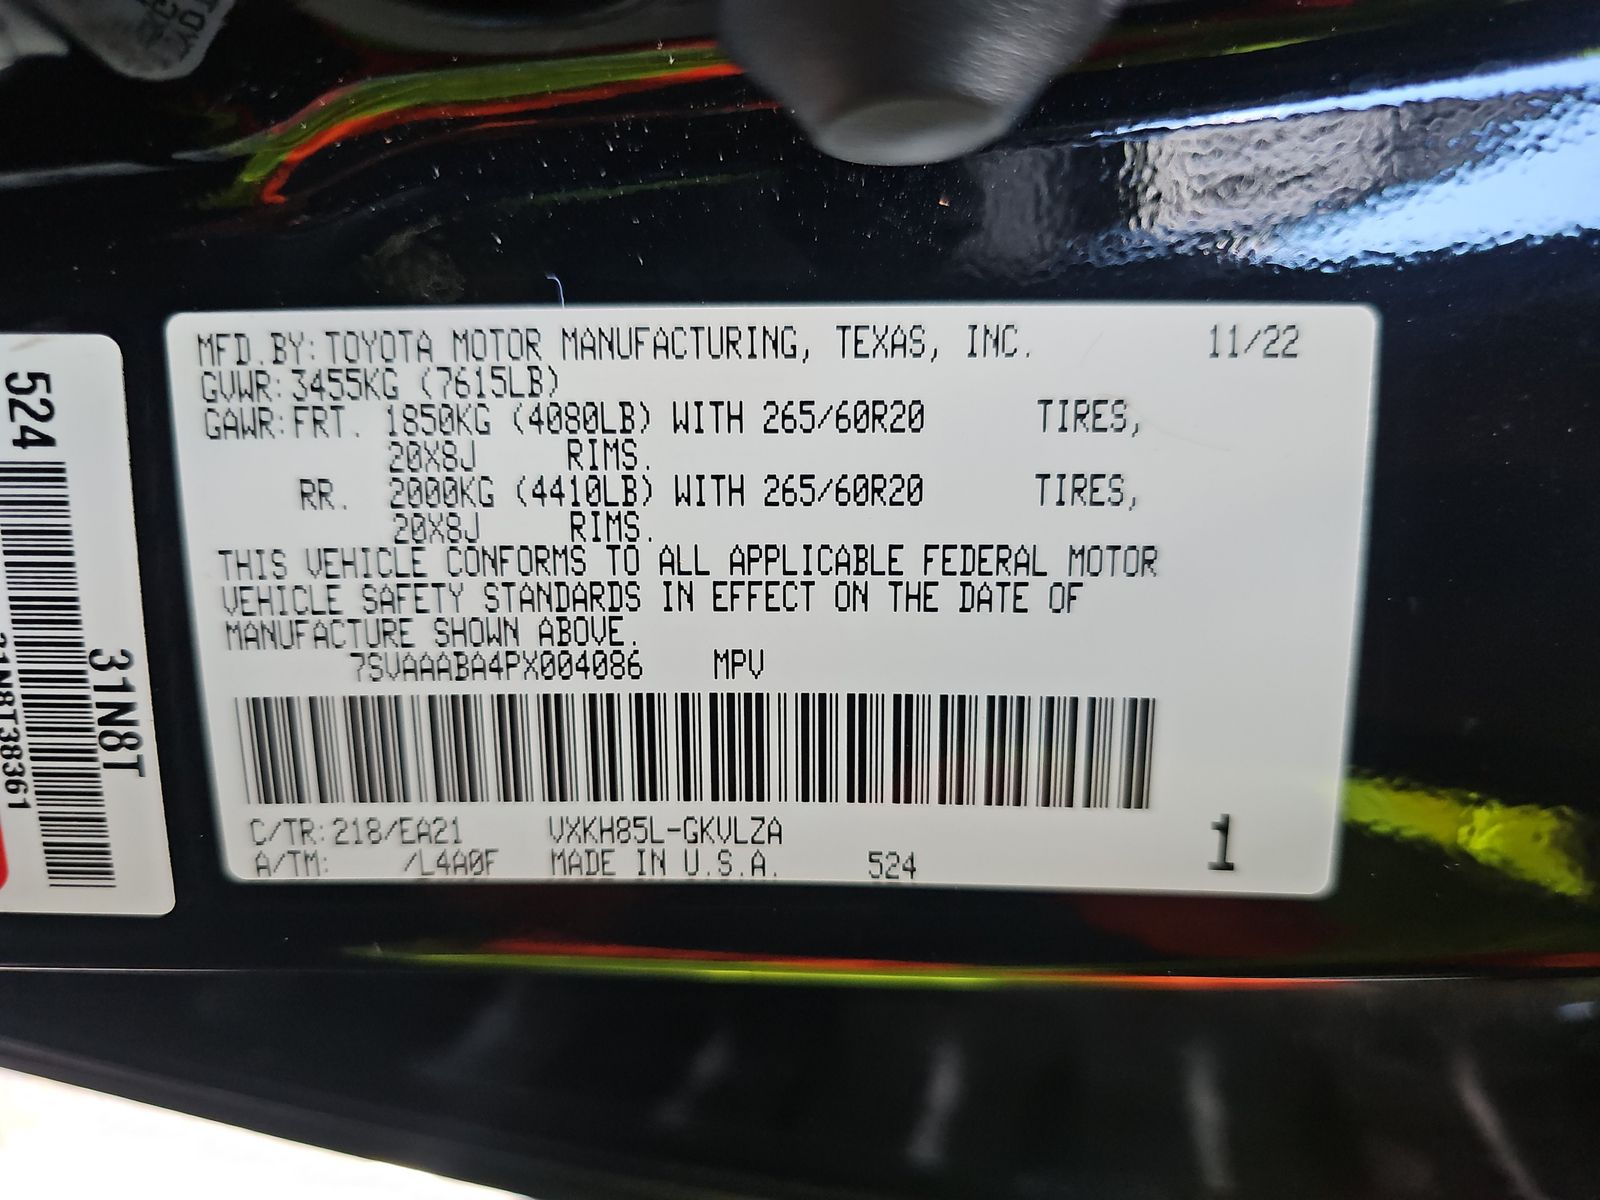 MFD.BY:TOYOTA MOTOR MANUFACTURING, TEXAS, INC. 11/22
GVWR:3455KG (7615LB)
GAWR:FRT. 1850KG (4080LB) WITH 265/60R20 TIRES,
20X8J RIMS.
RR. 2000KG (4410LB) WITH 265/60R20 TIRES,
20X8J RIMS.
THIS VEHICLE CONFORMS TO ALL APPLICABLE FEDERAL MOTOR
VEHICLE SAFETY STANDARDS IN EFFECT ON THE DATE OF
MANUFACTURE SHOWN ABOVE.
7SVAAABA4PX004086 MPV
C/TR:218/EA21 VXKH85L-GKVLZA
A/TM: /L4A0F MADE IN U.S.A. 524
1
524
31N8T
31N8T38361